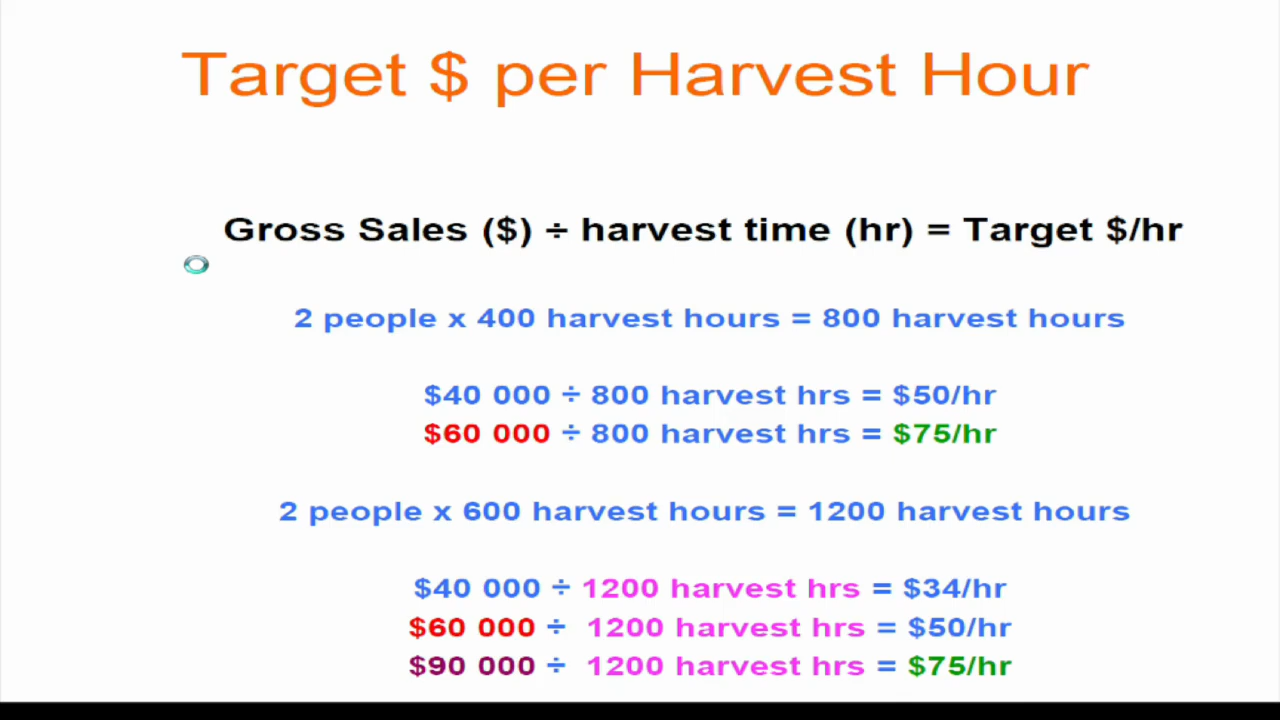 Target $ per Harvest Hour
Gross Sales ($) ÷ harvest time (hr) = Target $/hr
2 people x 400 harvest hours = 800 harvest hours
$40 000 ÷ 800 harvest hrs = $50/hr
$60 000 ÷ 800 harvest hrs = $75/hr
2 people x 600 harvest hours = 1200 harvest hours
$40 000 ÷ 1200 harvest hrs = $34/hr
$60 000 ÷ 1200 harvest hrs = $50/hr
$90 000 ÷ 1200 harvest hrs = $75/hr